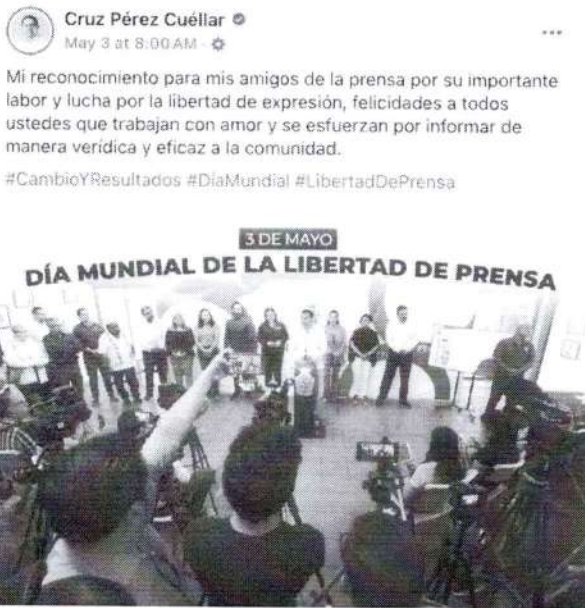 Cruz Pérez Cuéllar
May 3 at 8:00 AM ·
Mi reconocimiento para mis amigos de la prensa por su importante
labor y lucha por la libertad de expresión, felicidades a todos
ustedes que trabajan con amor y se esfuerzan por informar de
manera verídica y eficaz a la comunidad.
#CambioYResultados #DíaMundial #LibertadDePrensa
3 DE MAYO
DÍA MUNDIAL DE LA LIBERTAD DE PRENSA